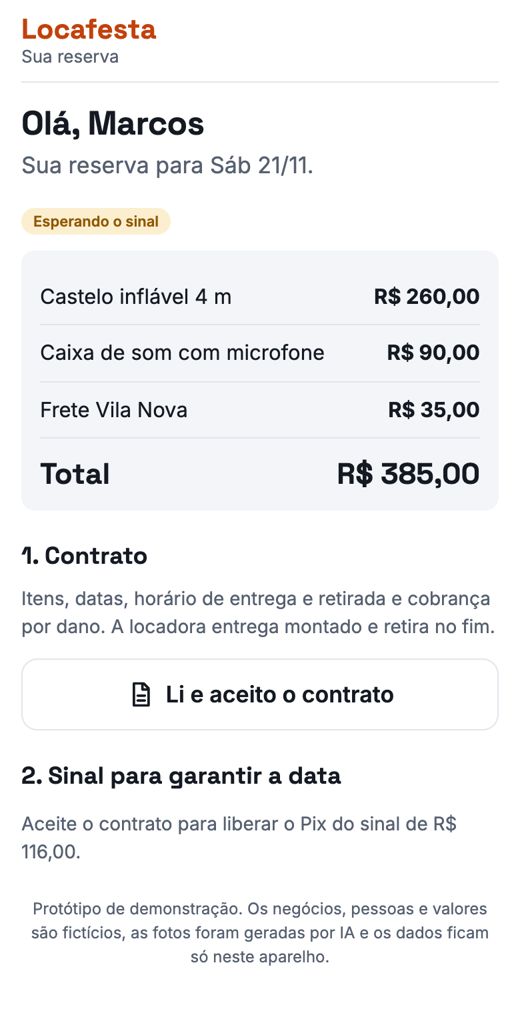 Locafesta
Sua reserva
Olá, Marcos
Sua reserva para Sáb 21/11.
Esperando o sinal
Castelo inflável 4 m R$ 260,00
Caixa de som com microfone R$ 90,00
Frete Vila Nova R$ 35,00
Total R$ 385,00
1. Contrato
Itens, datas, horário de entrega e retirada e cobrança
por dano. A locadora entrega montado e retira no fim.
Li e aceito o contrato
2. Sinal para garantir a data
Aceite o contrato para liberar o Pix do sinal de R$
116,00.
Protótipo de demonstração. Os negócios, pessoas e valores
são fictícios, as fotos foram geradas por IA e os dados ficam
só neste aparelho.